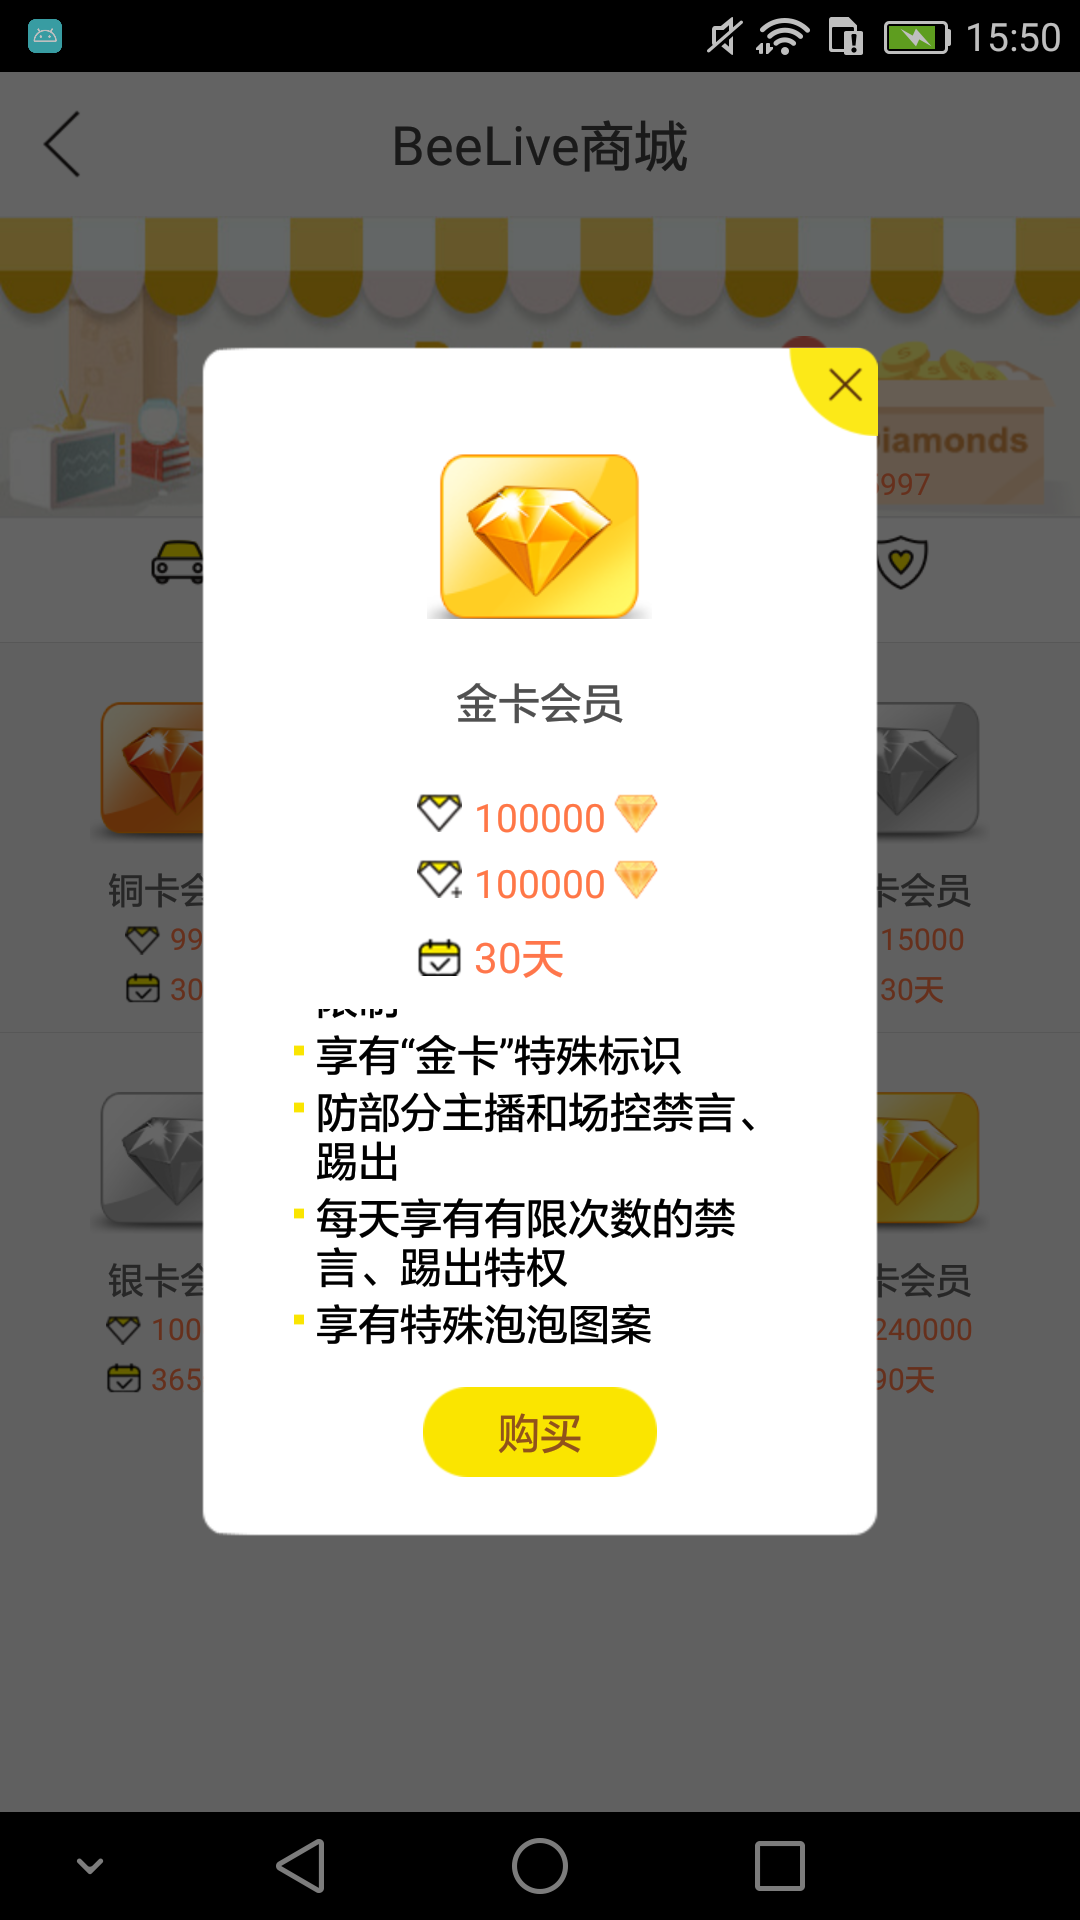 15:50
BeeLive商城
iamonds
997
金卡会员
100000
100000
30天
限制
享有“金卡”特殊标识
防部分主播和场控禁言、
踢出
每天享有有限次数的禁
言、踢出特权
享有特殊泡泡图案
购买
铜卡会
99
30
卡会员
15000
30天
银卡会
100
365
卡会员
240000
90天